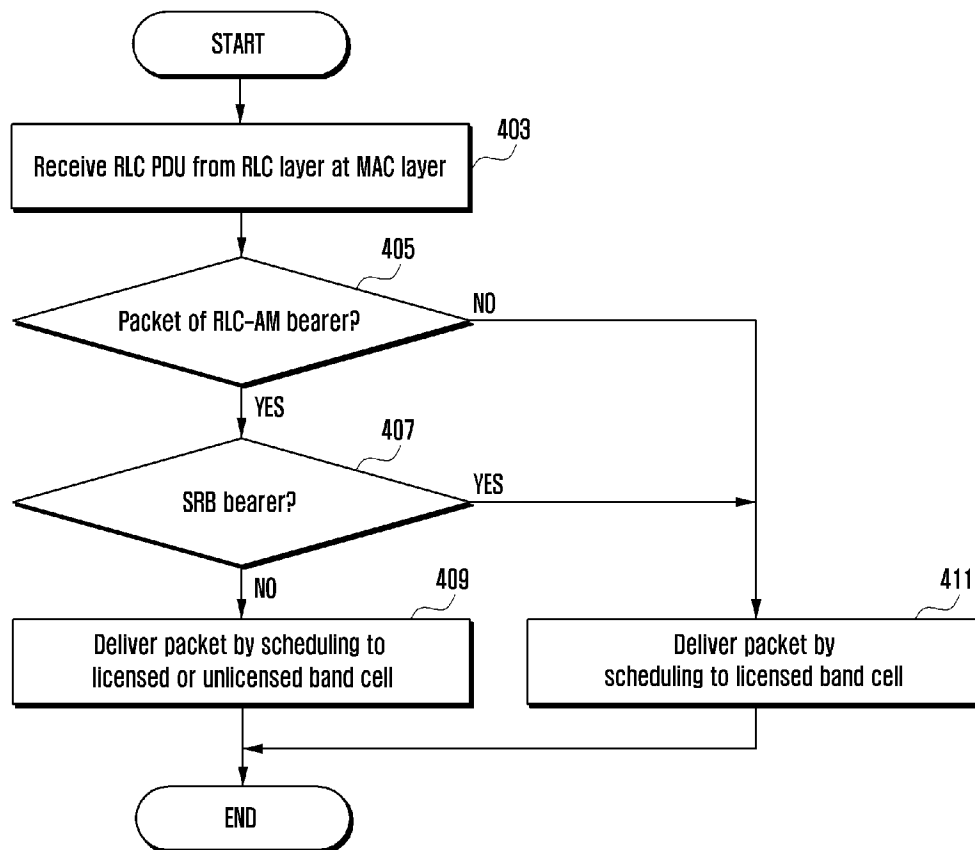 START
403
Receive RLC PDU from RLC layer at MAC layer
405
Packet of RLC-AM bearer?
NO
YES
407
SRB bearer?
YES
NO
409
Deliver packet by scheduling to
licensed or unlicensed band cell
411
Deliver packet by
scheduling to licensed band cell
END